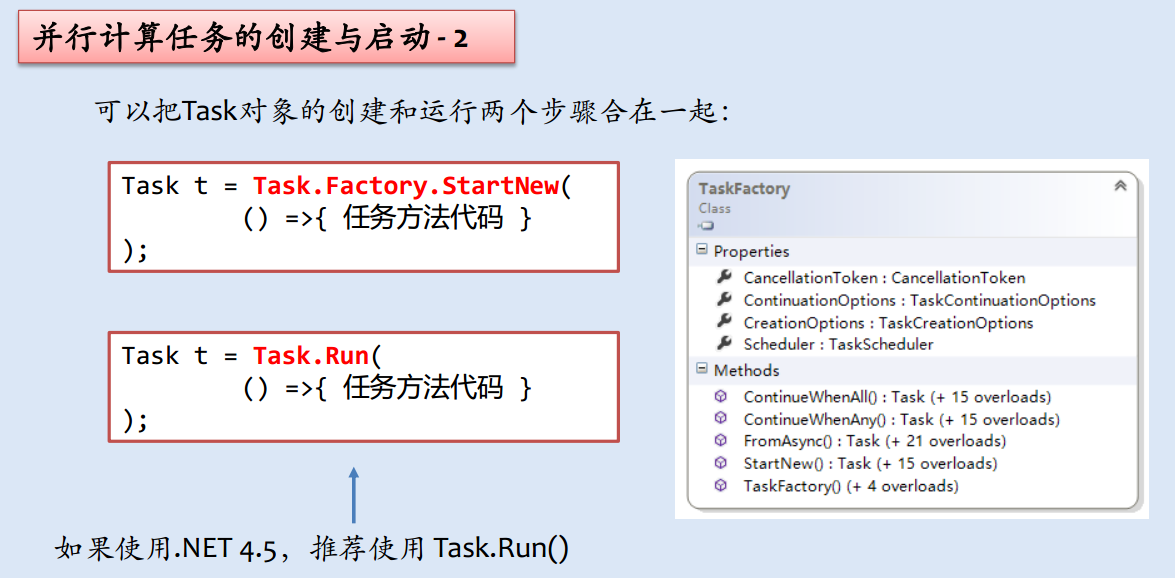 并行计算任务的创建与启动 - 2
可以把Task对象的创建和运行两个步骤合在一起：
Task t = Task.Factory.StartNew(
() =>{ 任务方法代码 }
);
Task t = Task.Run(
() =>{ 任务方法代码 }
);
如果使用.NET 4.5，推荐使用 Task.Run()
TaskFactory
Class
Properties
CancellationToken : CancellationToken
ContinuationOptions : TaskContinuationOptions
CreationOptions : TaskCreationOptions
Scheduler : TaskScheduler
Methods
ContinueWhenAll() : Task (+ 15 overloads)
ContinueWhenAny() : Task (+ 15 overloads)
FromAsync() : Task (+ 21 overloads)
StartNew() : Task (+ 15 overloads)
TaskFactory() (+ 4 overloads)